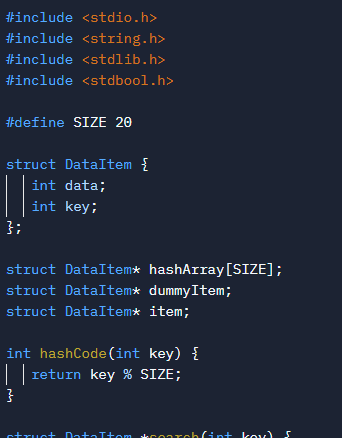 #include <stdio.h>
#include <string.h>
#include <stdlib.h>
#include <stdbool.h>
#define SIZE 20
struct DataItem {
int data;
int key;
};
struct DataItem* hashArray[SIZE];
struct DataItem* dummyItem;
struct DataItem* item;
int hashCode(int key) {
return key % SIZE;
}
struct DataItem *search(int key) {